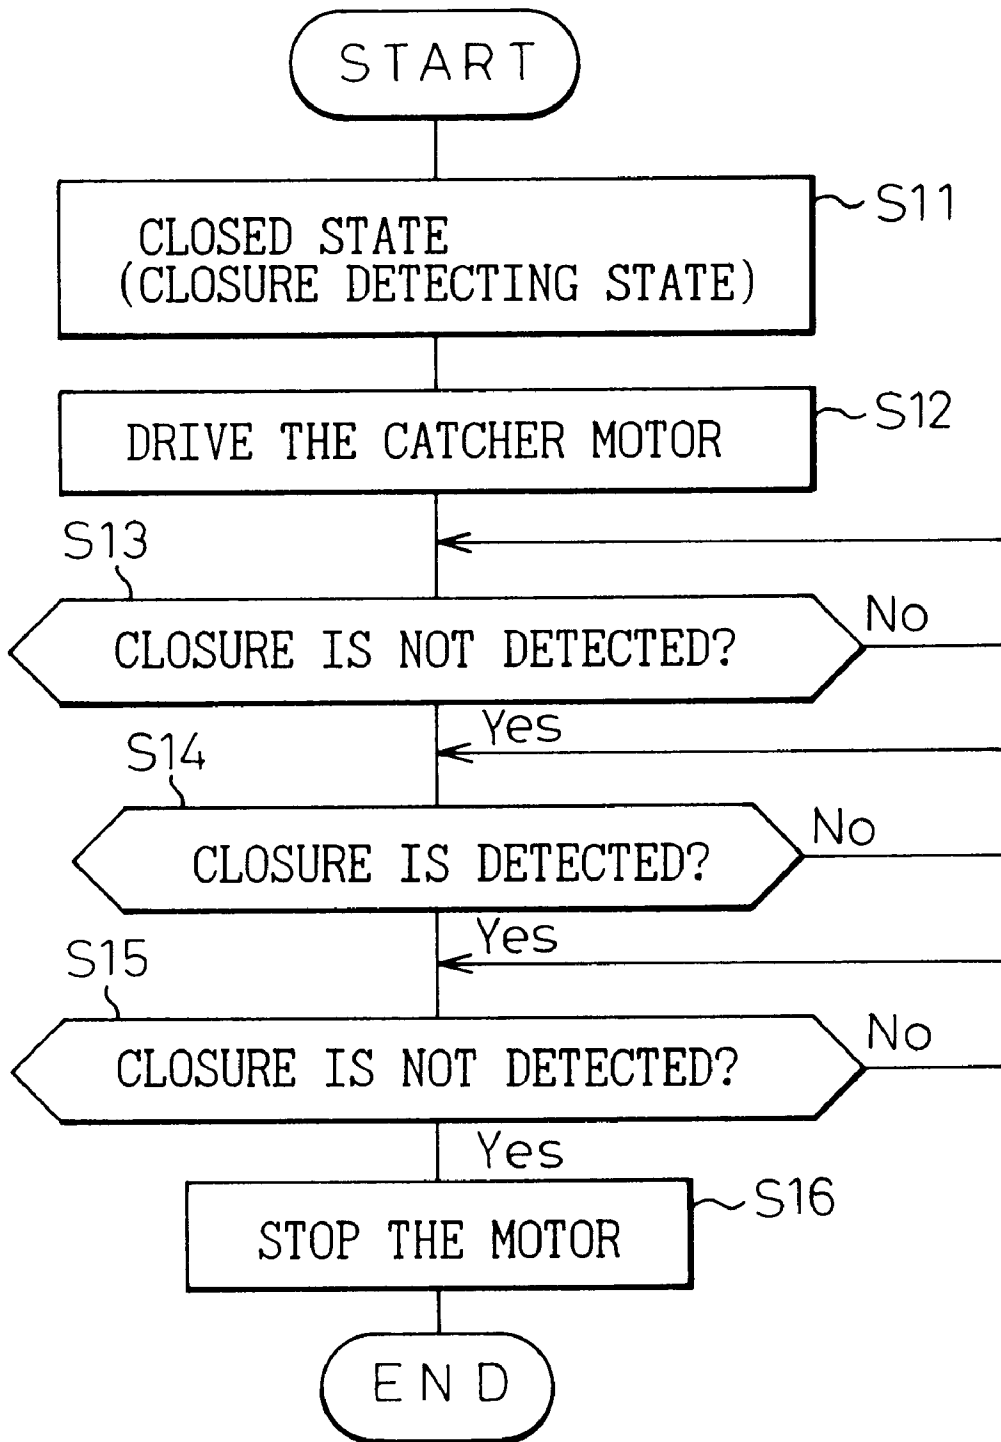 START
S11
CLOSED STATE
(CLOSURE DETECTING STATE)
S12
DRIVE THE CATCHER MOTOR
S13
CLOSURE IS NOT DETECTED?
No
Yes
S14
CLOSURE IS DETECTED?
No
Yes
S15
CLOSURE IS NOT DETECTED?
No
Yes
S16
STOP THE MOTOR
END